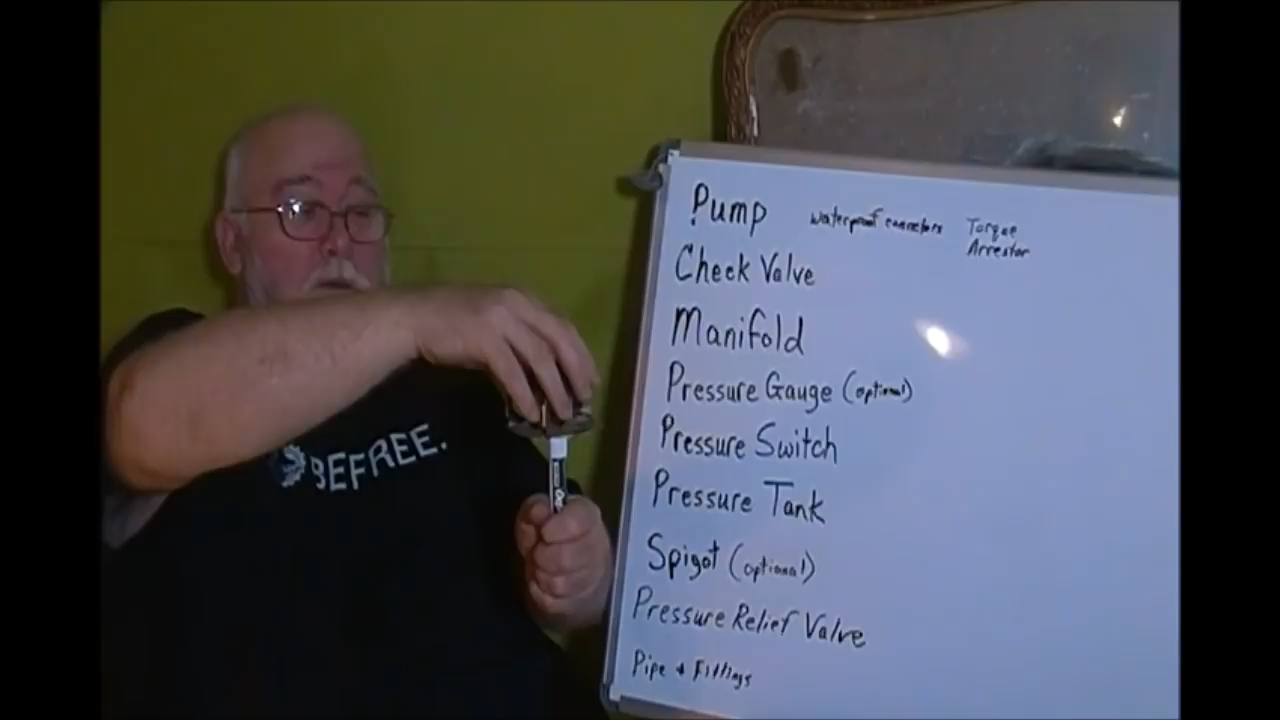 Pump waterproof connectors Torque
Arrestor
Check Valve
Manifold
Pressure Gauge (optional)
Pressure Switch
Pressure Tank
Spigot (optional)
Pressure Relief Valve
Pipe & Fittings
BEFREE.